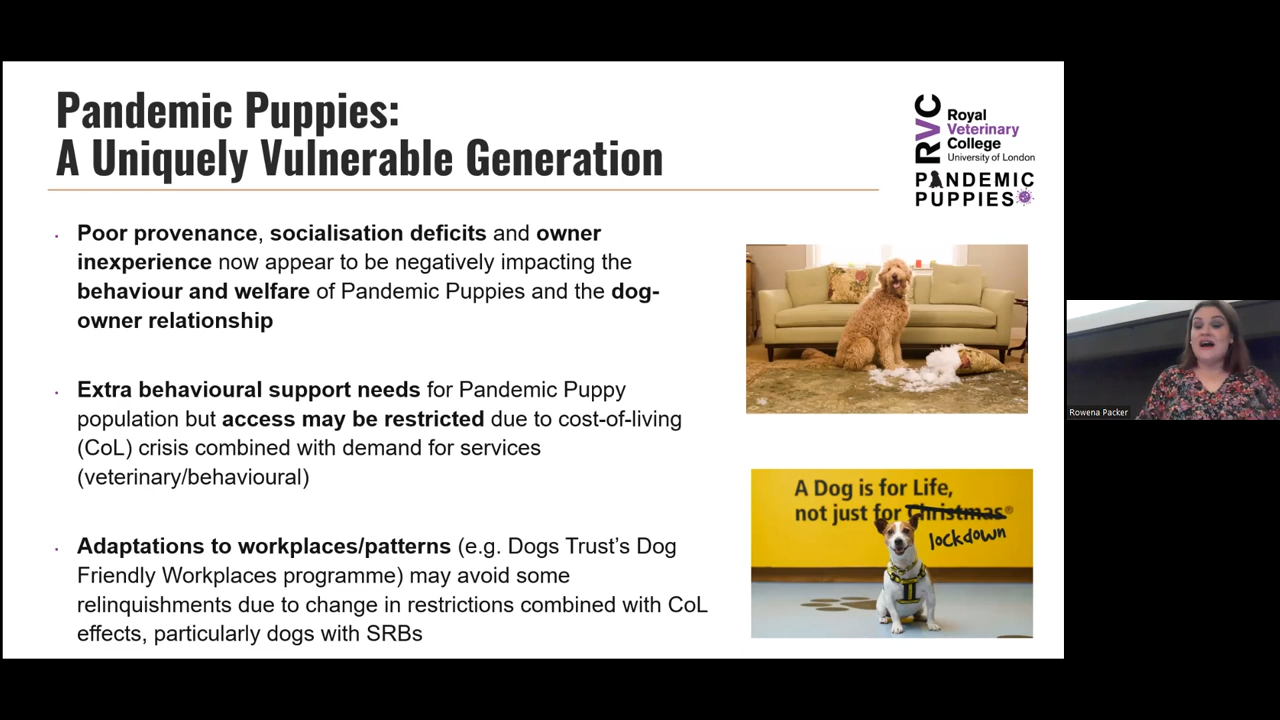 Pandemic Puppies:
A Uniquely Vulnerable Generation
RVC
Royal
Veterinary
College
University of London
PANDEMIC
PUPPIES
· Poor provenance, socialisation deficits and owner
inexperience now appear to be negatively impacting the
behaviour and welfare of Pandemic Puppies and the dog-
owner relationship
· Extra behavioural support needs for Pandemic Puppy
population but access may be restricted due to cost-of-living
(CoL) crisis combined with demand for services
(veterinary/behavioural)
· Adaptations to workplaces/patterns (e.g. Dogs Trust’s Dog
Friendly Workplaces programme) may avoid some
relinquishments due to change in restrictions combined with CoL
effects, particularly dogs with SRBs
A Dog is for Life,
not just for Christmas®
lockdown
Rowena Packer